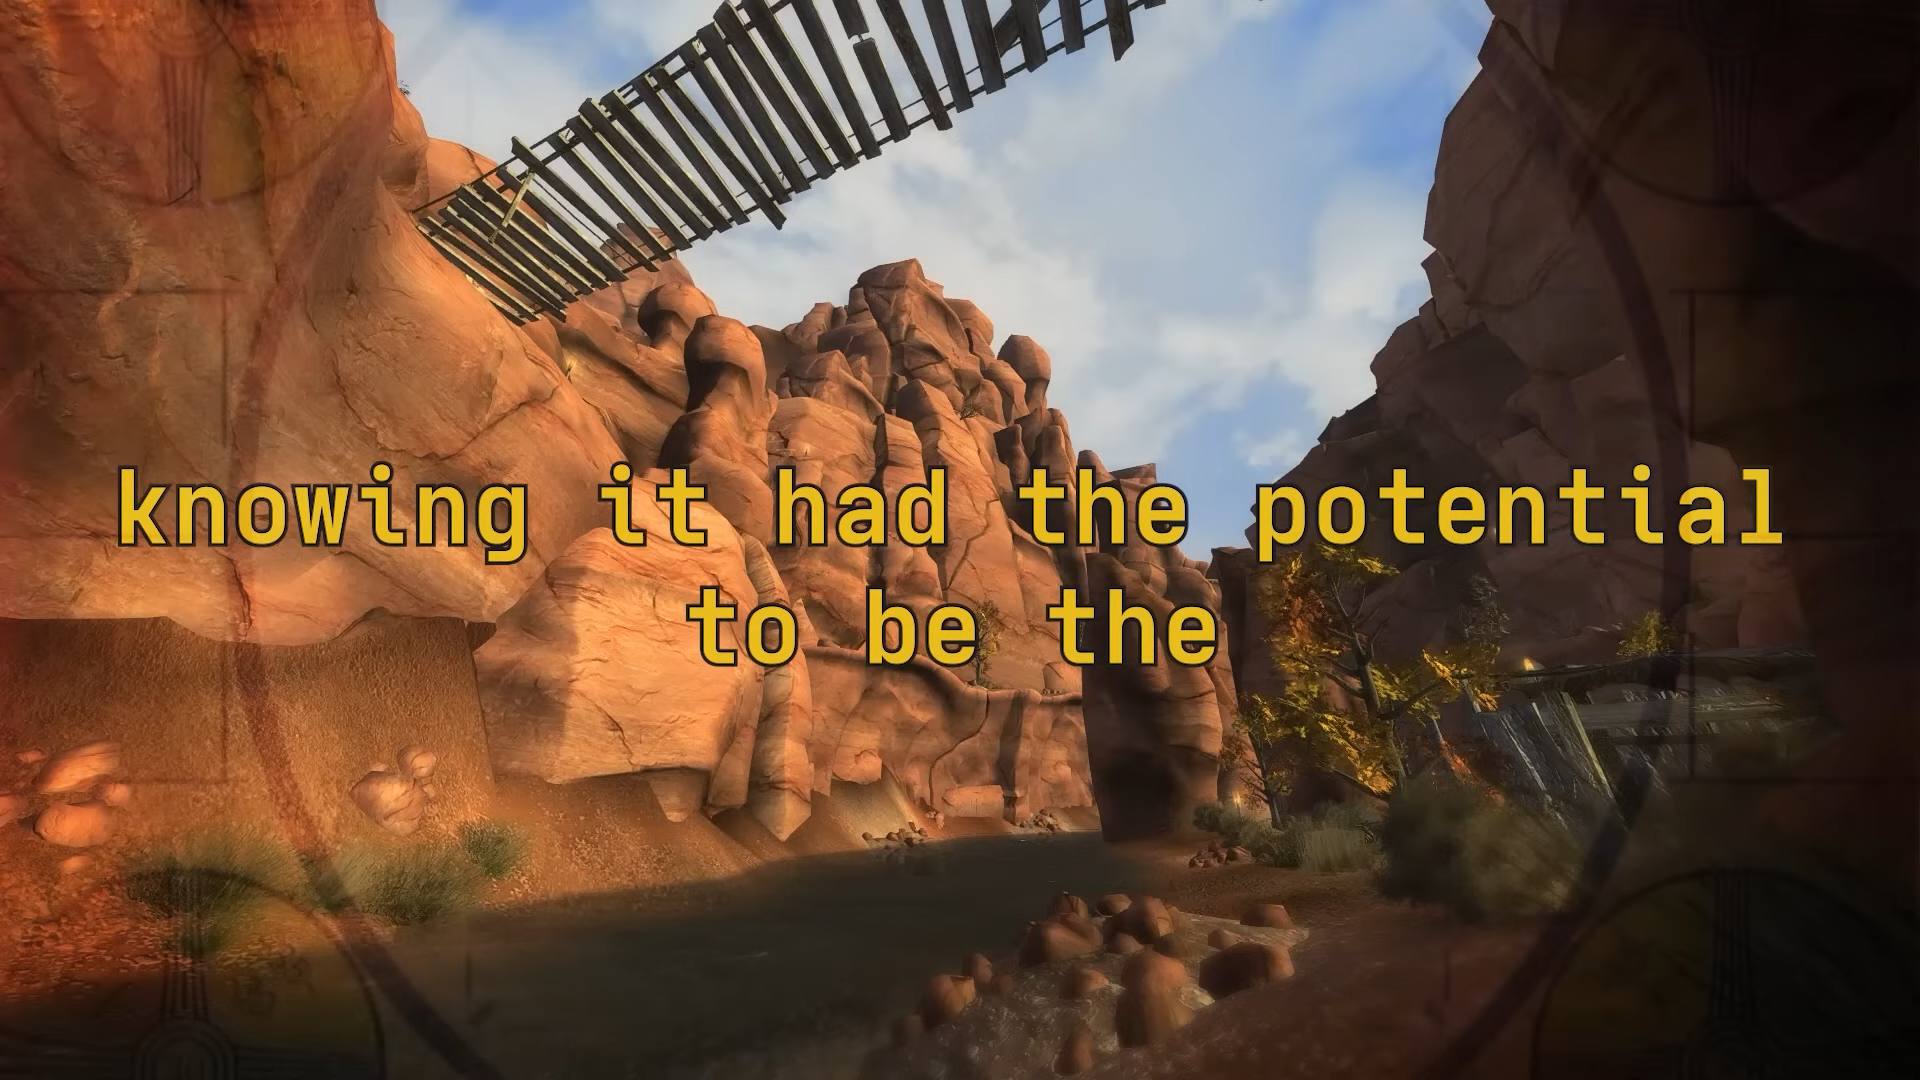 knowing it had the potential
to be the